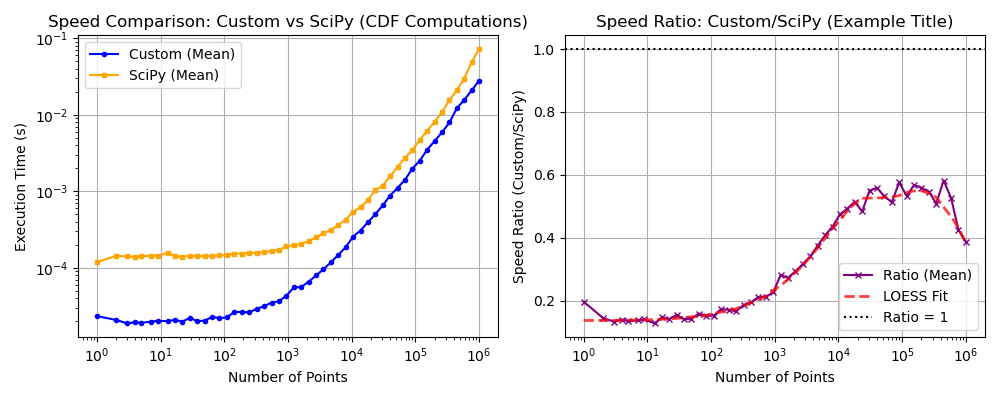 Speed Comparison: Custom vs SciPy (CDF Computations)
Custom (Mean)
SciPy (Mean)
Execution Time (s)
10⁻¹
10⁻²
10⁻³
10⁻⁴
10⁰ 10¹ 10² 10³ 10⁴ 10⁵ 10⁶
Number of Points
Speed Ratio: Custom/SciPy (Example Title)
Speed Ratio (Custom/SciPy)
1.0
0.8
0.6
0.4
0.2
Ratio (Mean)
LOESS Fit
Ratio = 1
10⁰ 10¹ 10² 10³ 10⁴ 10⁵ 10⁶
Number of Points